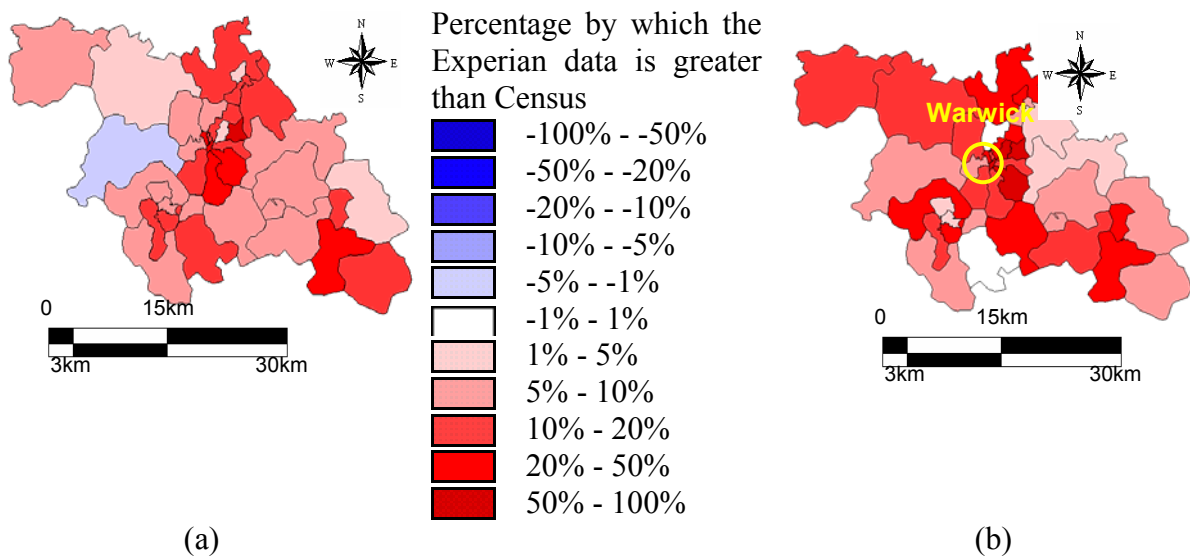 N
W E
S
0 15km
3km 30km
(a)
Percentage by which the
Experian data is greater
than Census
-100% - -50%
-50% - -20%
-20% - -10%
-10% - -5%
-5% - -1%
-1% - 1%
1% - 5%
5% - 10%
10% - 20%
20% - 50%
50% - 100%
N
W E
S
Warwick
0 15km
3km 30km
(b)